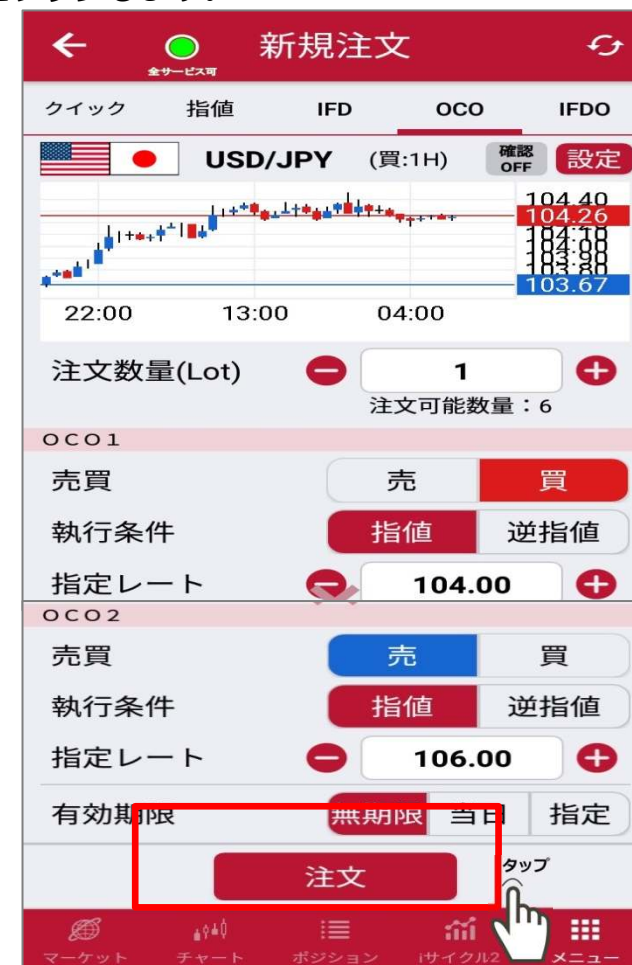 新規注文
全サービス可
クイック 指値 IFD OCO IFDO
USD/JPY (買:1H) 確認 OFF 設定
104.40
104.26
104.10
104.00
103.90
103.80
103.67
22:00 13:00 04:00
注文数量(Lot) 1
注文可能数量:6
OCO1
売買 売 買
執行条件 指値 逆指値
指定レート 104.00
OCO2
売買 売 買
執行条件 指値 逆指値
指定レート 106.00
有効期限 無期限 当日 指定
注文 タップ
マーケット チャート ポジション iサイクル2 メニュー